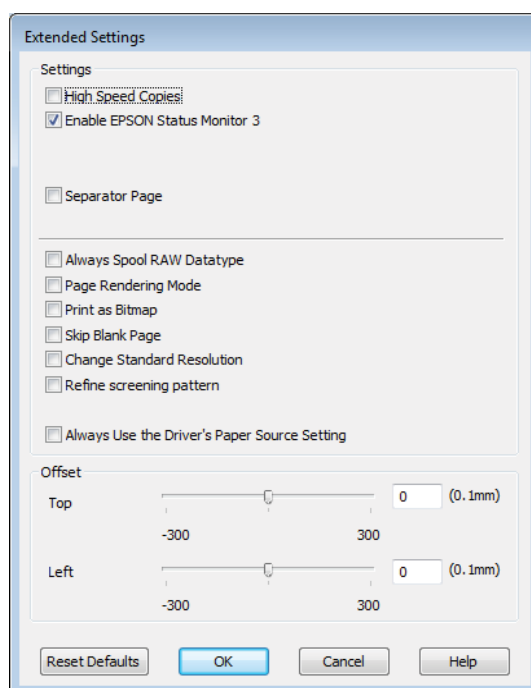 Extended Settings
Settings
High Speed Copies
Enable EPSON Status Monitor 3
Separator Page
Always Spool RAW Datatype
Page Rendering Mode
Print as Bitmap
Skip Blank Page
Change Standard Resolution
Refine screening pattern
Always Use the Driver's Paper Source Setting
Offset
Top 0 (0.1mm)
-300 300
Left 0 (0.1mm)
-300 300
Reset Defaults OK Cancel Help